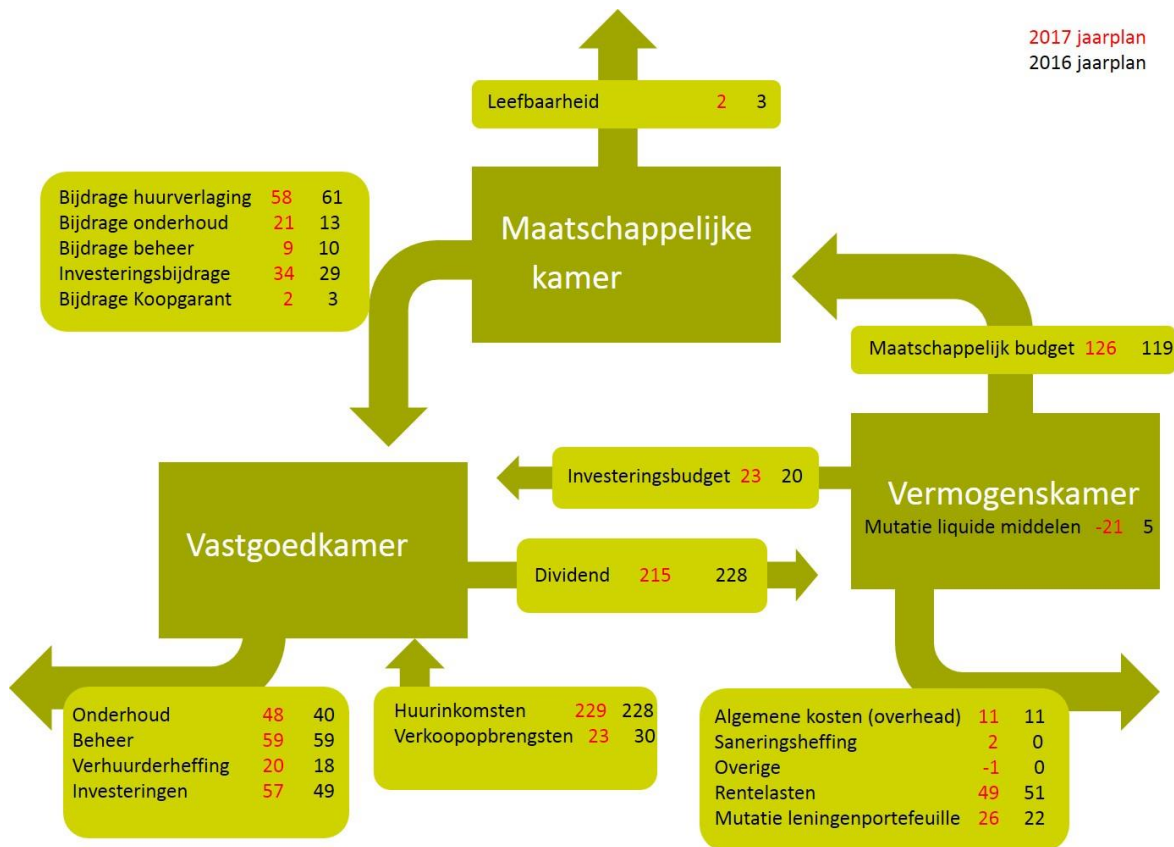 2017 jaarplan
2016 jaarplan
Leefbaarheid 2 3
Bijdrage huurverlaging 58 61
Bijdrage onderhoud 21 13
Bijdrage beheer 9 10
Investeringsbijdrage 34 29
Bijdrage Koopgarant 2 3
Maatschappelijke
kamer
Maatschappelijk budget 126 119
Investeringsbudget 23 20
Vermogenskamer
Mutatie liquide middelen -21 5
Vastgoedkamer
Dividend 215 228
Onderhoud 48 40
Beheer 59 59
Verhuurderheffing 20 18
Investeringen 57 49
Huurinkomsten 229 228
Verkoopopbrengsten 23 30
Algemene kosten (overhead) 11 11
Saneringsheffing 2 0
Overige -1 0
Rentelasten 49 51
Mutatie leningenportefeuille 26 22